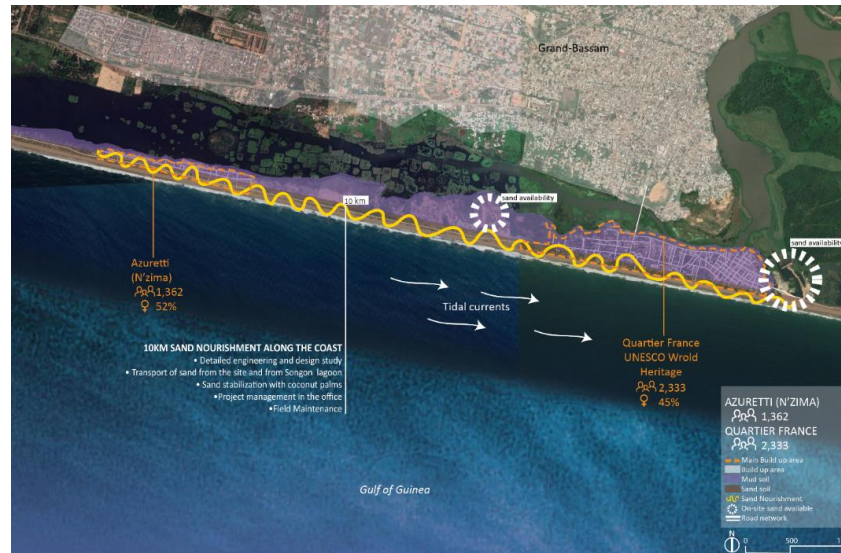 Grand-Bassam
sand availability
10 km
sand availability
Azuretti
(N'zima)
1,362
52%
Tidal currents
10KM SAND NOURISHMENT ALONG THE COAST
• Detailed engineering and design study
• Transport of sand from the site and from Songon lagoon
• Sand stabilization with coconut palms
•Project management in the office
•Field Maintenance
Quartier France
UNESCO Wrold
Heritage
2,333
45%
Gulf of Guinea
AZURETTI (N'ZIMA)
1,362
QUARTIER FRANCE
2,333
Main Build up area
Build up area
Mud soil
Sand soil
Sand Nourishment
On-site sand available
Road network
N
0 500